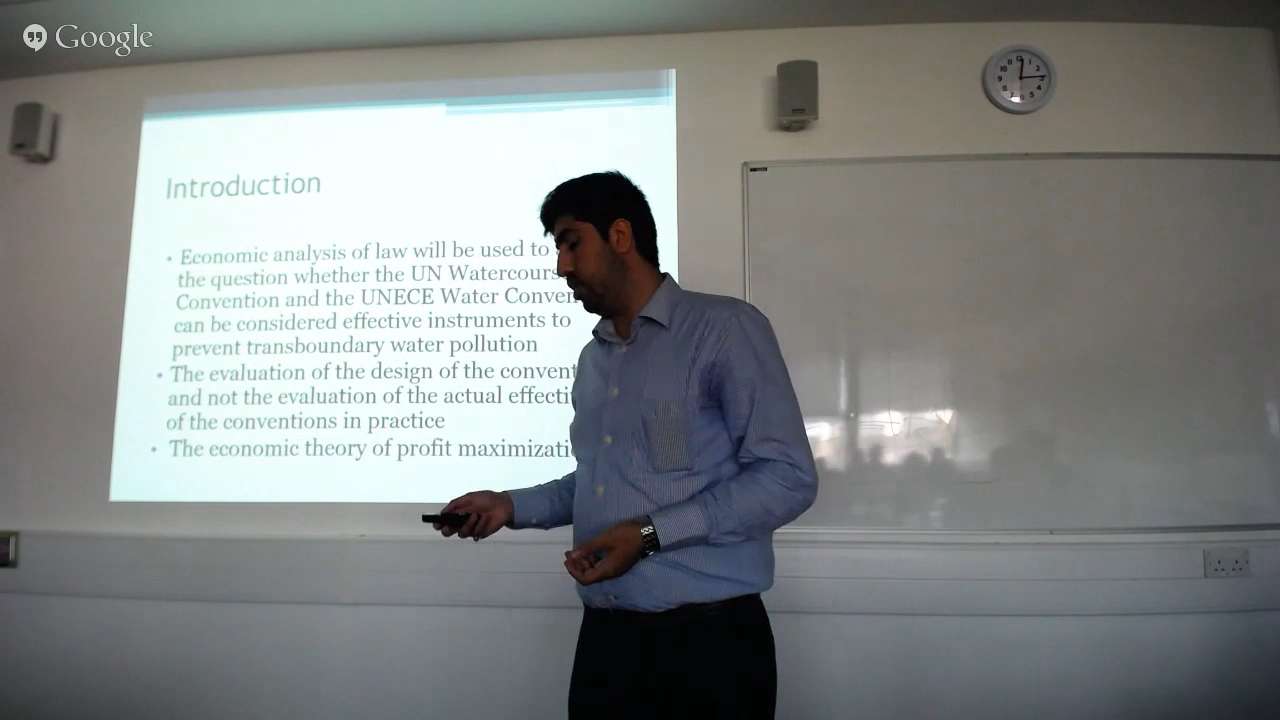 Google
Introduction
• Economic analysis of law will be used to
the question whether the UN Watercours
Convention and the UNECE Water Conven
can be considered effective instruments to
prevent transboundary water pollution
• The evaluation of the design of the convent
and not the evaluation of the actual effecti
of the conventions in practice
• The economic theory of profit maximizati